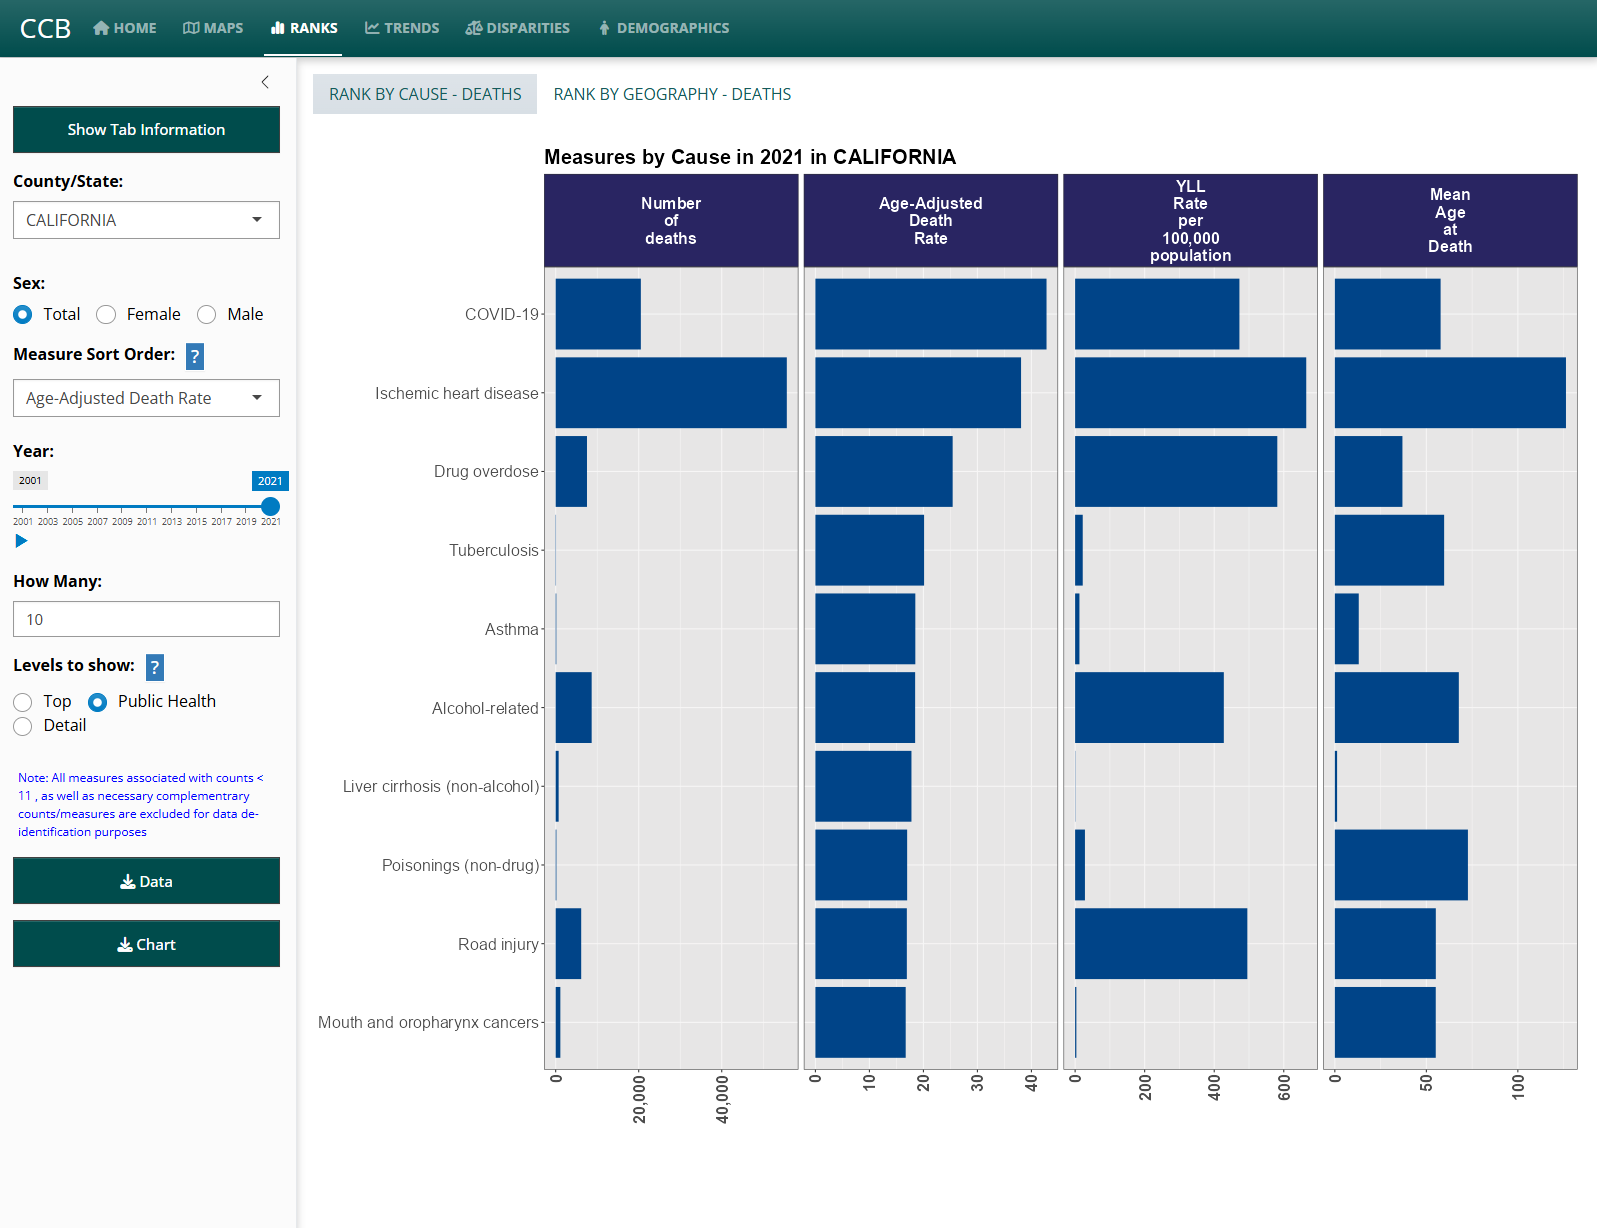 CCB HOME MAPS RANKS TRENDS DISPARITIES DEMOGRAPHICS
Show Tab Information
County/State:
CALIFORNIA
Sex:
Total Female Male
Measure Sort Order: ?
Age-Adjusted Death Rate
Year:
2001 2021
2001 2003 2005 2007 2009 2011 2013 2015 2017 2019 2021
How Many:
10
Levels to show: ?
Top Public Health
Detail
Note: All measures associated with counts <
11 , as well as necessary complementrary
counts/measures are excluded for data de-
identification purposes
Data
Chart
RANK BY CAUSE - DEATHS RANK BY GEOGRAPHY - DEATHS
Measures by Cause in 2021 in CALIFORNIA
Number
of
deaths
Age-Adjusted
Death
Rate
YLL
Rate
per
100,000
population
Mean
Age
at
Death
COVID-19
Ischemic heart disease
Drug overdose
Tuberculosis
Asthma
Alcohol-related
Liver cirrhosis (non-alcohol)
Poisonings (non-drug)
Road injury
Mouth and oropharynx cancers
0 20,000 40,000
0 10 20 30 40
0 200 400 600
0 50 100